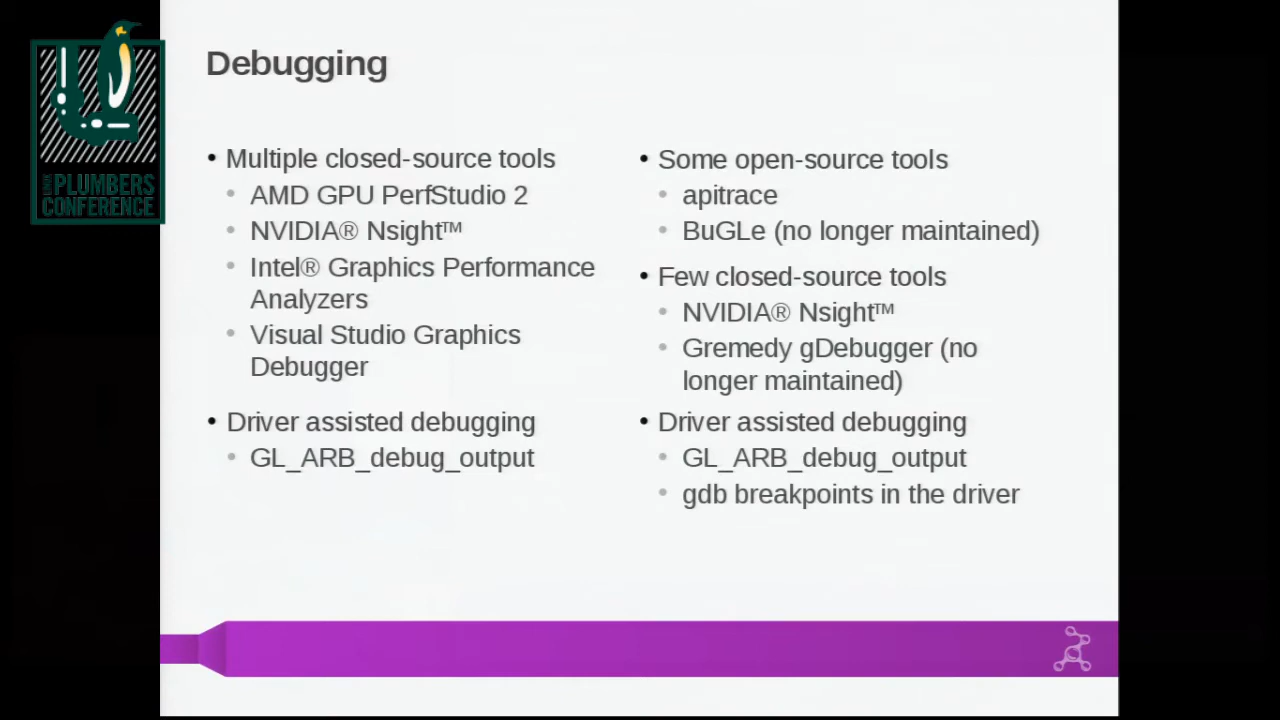 Debugging
Multiple closed-source tools
AMD GPU PerfStudio 2
NVIDIA® Nsight™
Intel® Graphics Performance
Analyzers
Visual Studio Graphics
Debugger
Driver assisted debugging
GL_ARB_debug_output
Some open-source tools
apitrace
BuGLe (no longer maintained)
Few closed-source tools
NVIDIA® Nsight™
Gremedy gDebugger (no
longer maintained)
Driver assisted debugging
GL_ARB_debug_output
gdb breakpoints in the driver
LINUX PLUMBERS
CONFERENCE